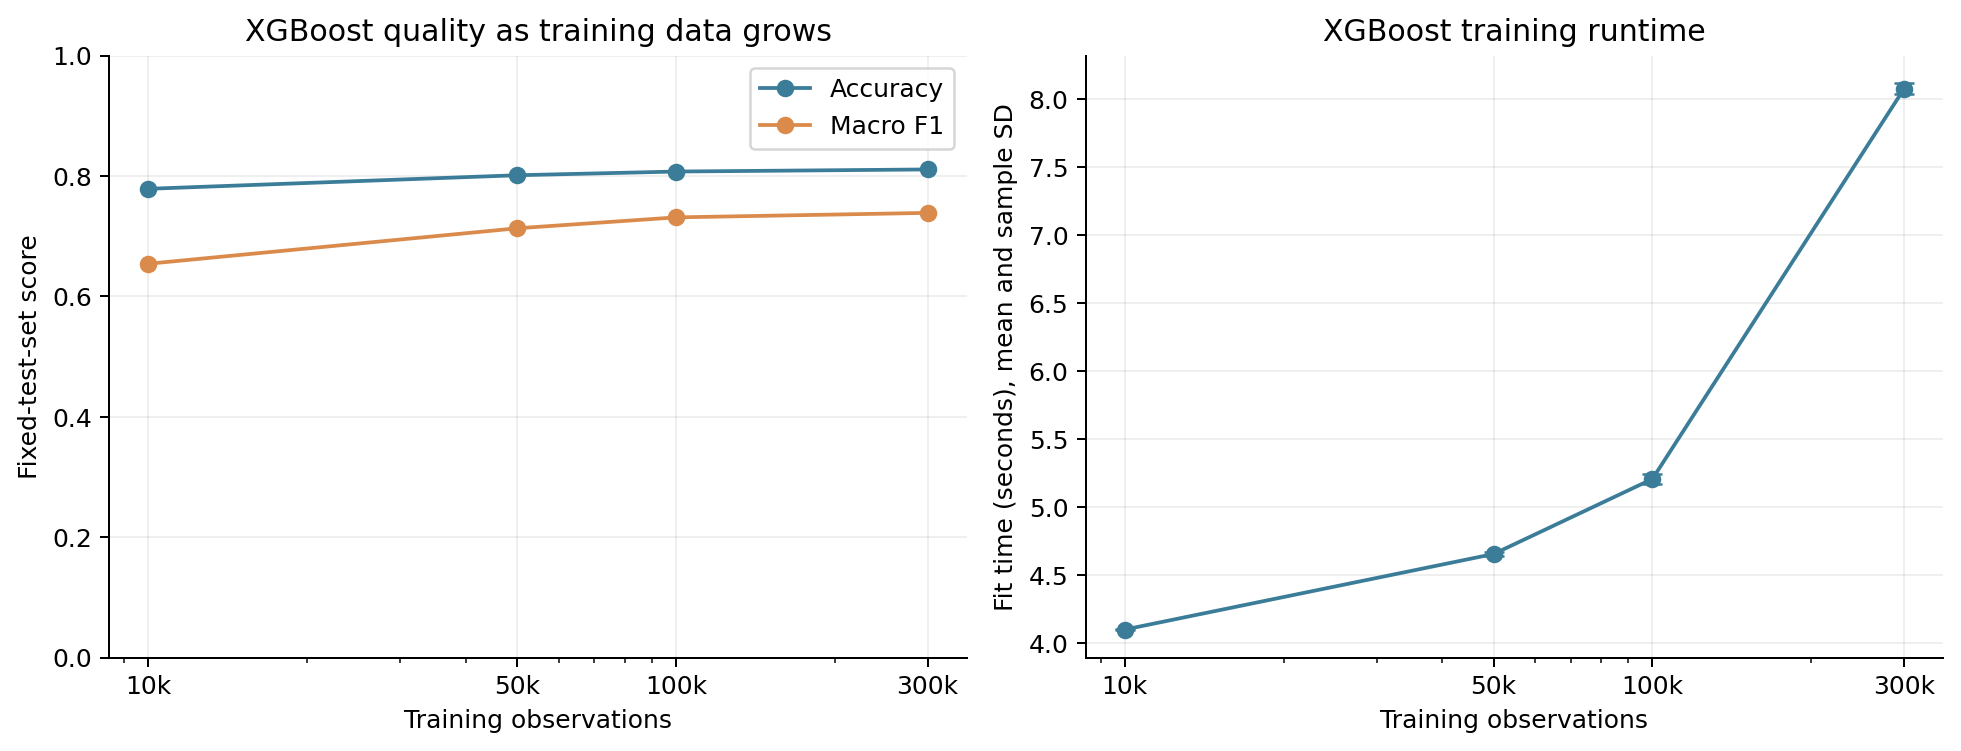 XGBoost quality as training data grows
Fixed-test-set score
1.0
0.8
0.6
0.4
0.2
0.0
Accuracy
Macro F1
10k
50k
100k
300k
Training observations
XGBoost training runtime
Fit time (seconds), mean and sample SD
8.0
7.5
7.0
6.5
6.0
5.5
5.0
4.5
4.0
10k
50k
100k
300k
Training observations